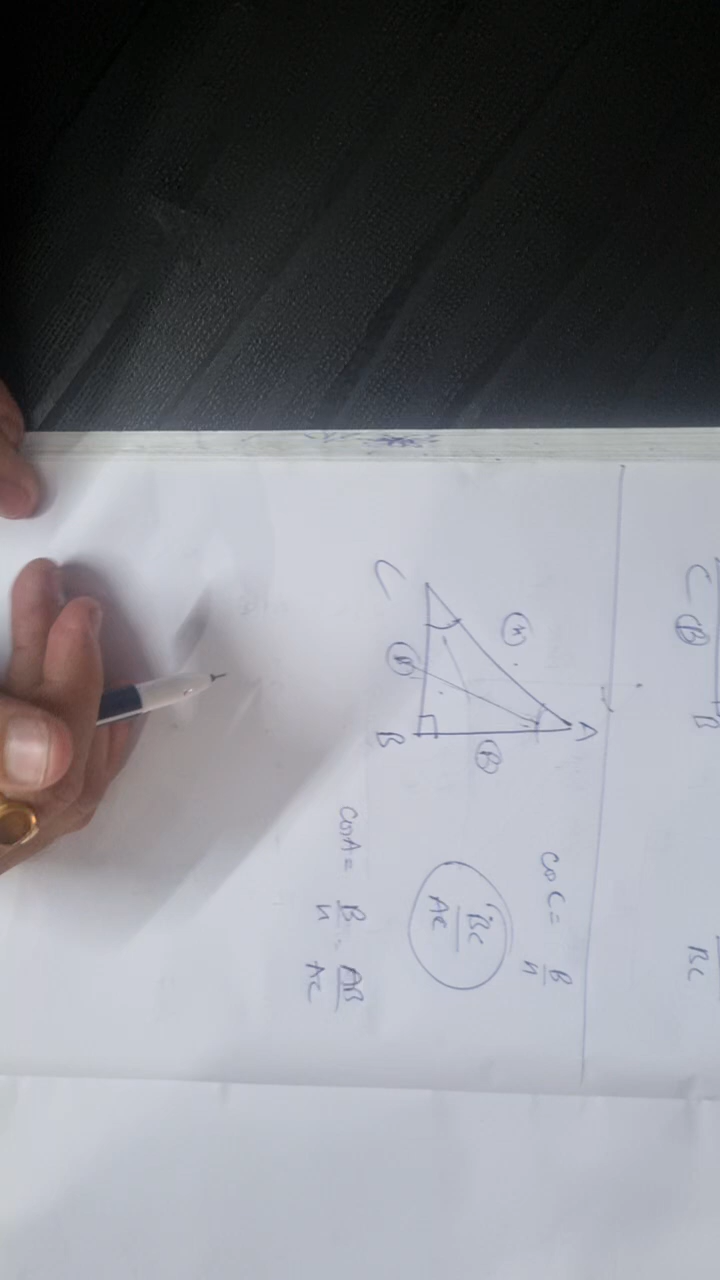 C B
(B)
BC
A
(H)
(B)
(B)
C
B
cos C = B/H
BC/AC
cos A = B/H = AB/AC